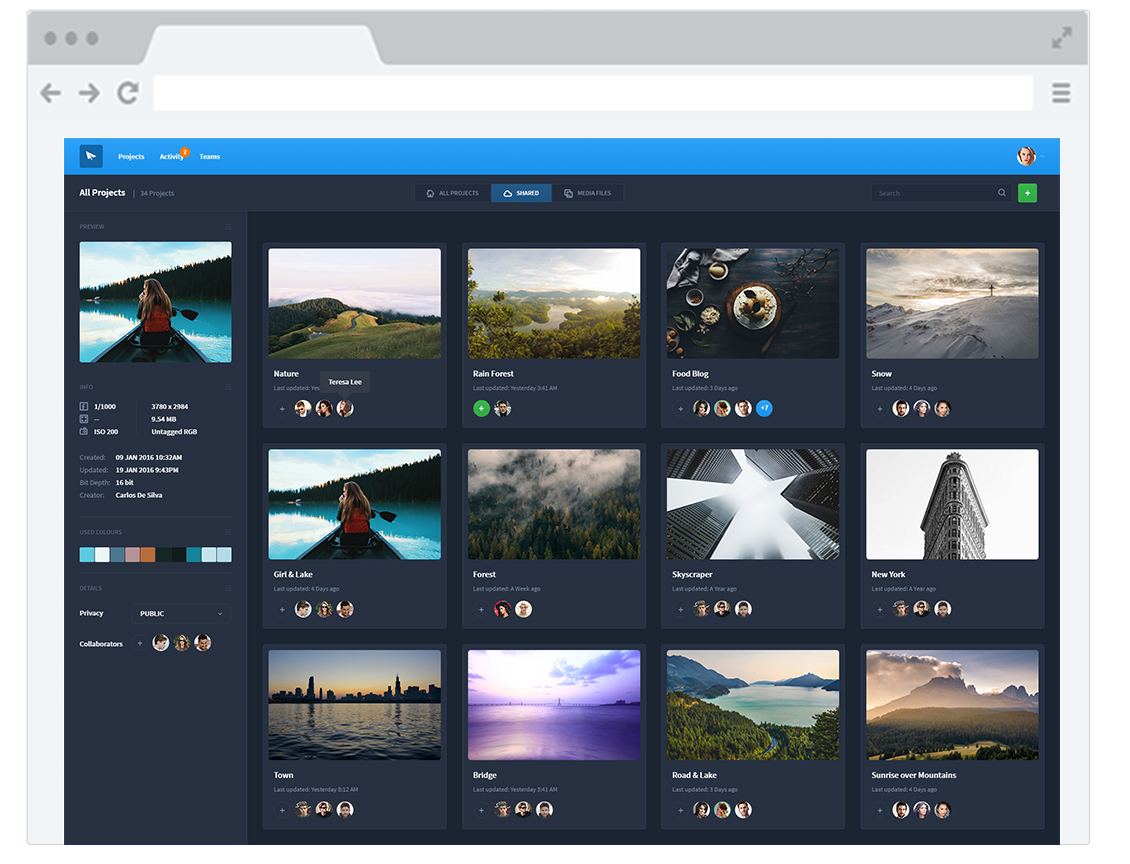 Projects
Activity
2
Teams
All Projects | 34 Projects
ALL PROJECTS
SHARED
MEDIA FILES
Search
+
PREVIEW
INFO
1/1000 3780 x 2984
-- 9.54 MB
ISO 200 Untagged RGB
Created: 09 JAN 2016 10:32AM
Updated: 19 JAN 2016 9:43PM
Bit Depth: 16 bit
Creator: Carlos De Silva
USED COLOURS
DETAILS
Privacy PUBLIC
Collaborators +
Nature
Last updated: Yes
Teresa Lee
+
Rain Forest
Last updated: Yesterday 3:41 AM
+
Food Blog
Last updated: 3 Days ago
+ +7
Snow
Last updated: 4 Days ago
+
Girl & Lake
Last updated: 4 Days ago
+
Forest
Last updated: A Week ago
+
Skyscraper
Last updated: A Year ago
+
New York
Last updated: A Year ago
+
Town
Last updated: Yesterday 8:12 AM
+
Bridge
Last updated: Yesterday 3:41 AM
+
Road & Lake
Last updated: 3 Days ago
+
Sunrise over Mountains
Last updated: 4 Days ago
+